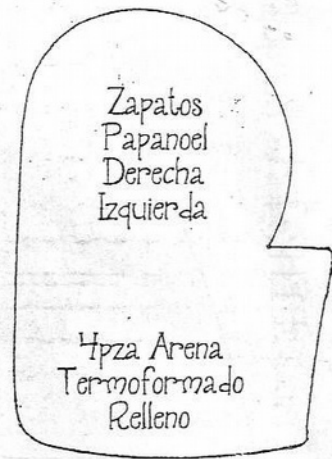 Zapatos
Papanoel
Derecha
Izquierda
4pza Arena
Termoformado
Relleno